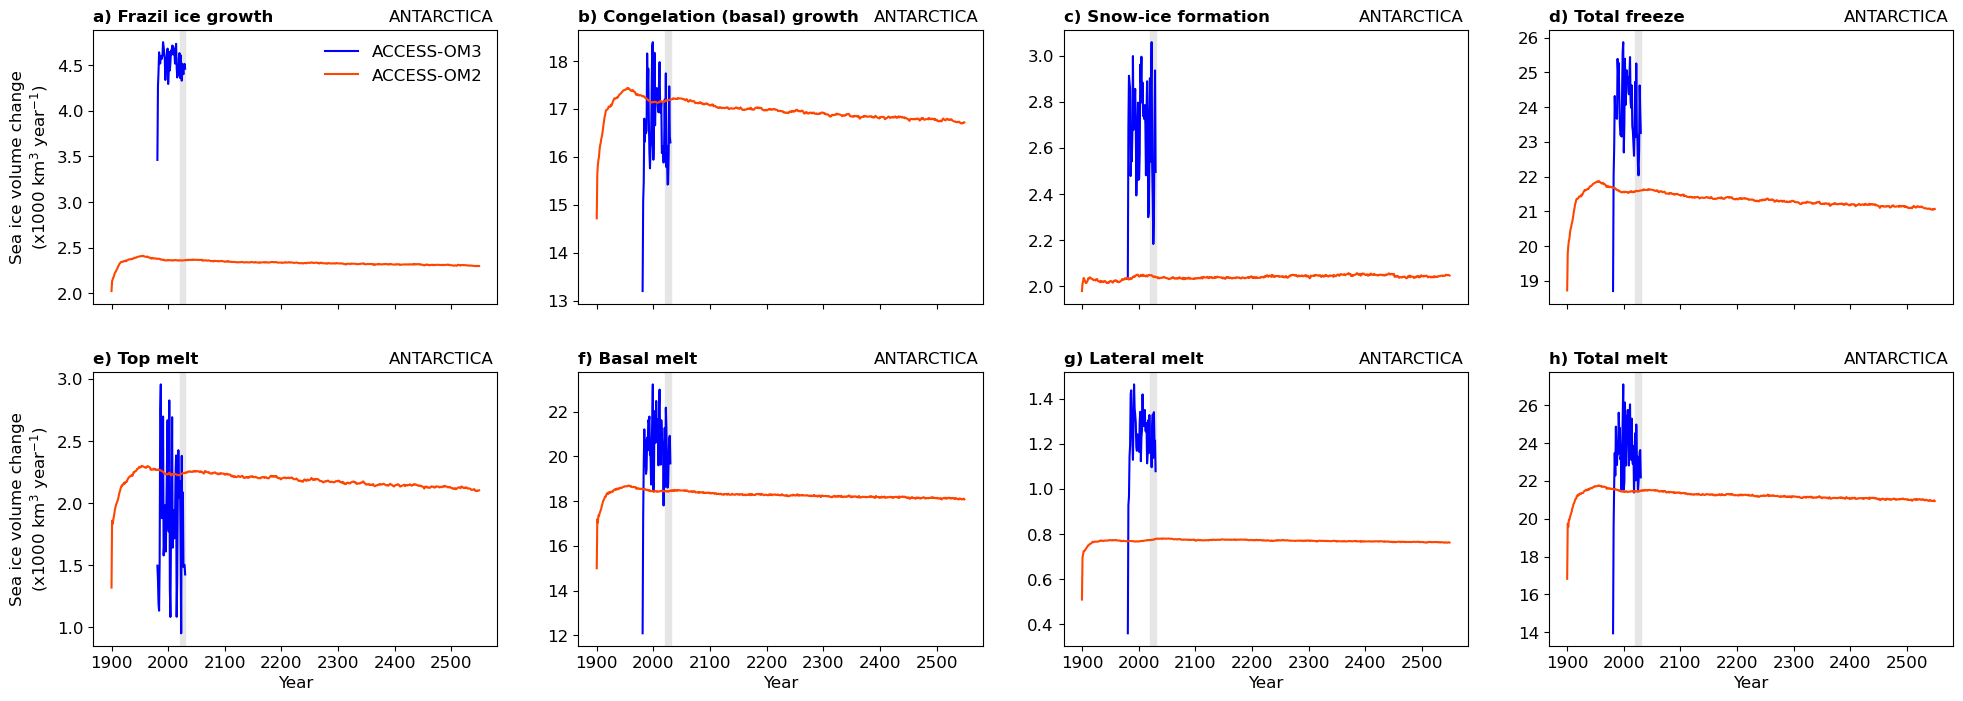 a) Frazil ice growth ANTARCTICA
b) Congelation (basal) growth ANTARCTICA
c) Snow-ice formation ANTARCTICA
d) Total freeze ANTARCTICA
Sea ice volume change
(x1000 km³ year⁻¹)
ACCESS-OM3
ACCESS-OM2
4.5
4.0
3.5
3.0
2.5
2.0
18
17
16
15
14
13
3.0
2.8
2.6
2.4
2.2
2.0
26
25
24
23
22
21
20
19
e) Top melt ANTARCTICA
f) Basal melt ANTARCTICA
g) Lateral melt ANTARCTICA
h) Total melt ANTARCTICA
Sea ice volume change
(x1000 km³ year⁻¹)
3.0
2.5
2.0
1.5
1.0
22
20
18
16
14
12
1.4
1.2
1.0
0.8
0.6
0.4
26
24
22
20
18
16
14
1900 2000 2100 2200 2300 2400 2500
1900 2000 2100 2200 2300 2400 2500
1900 2000 2100 2200 2300 2400 2500
1900 2000 2100 2200 2300 2400 2500
Year
Year
Year
Year